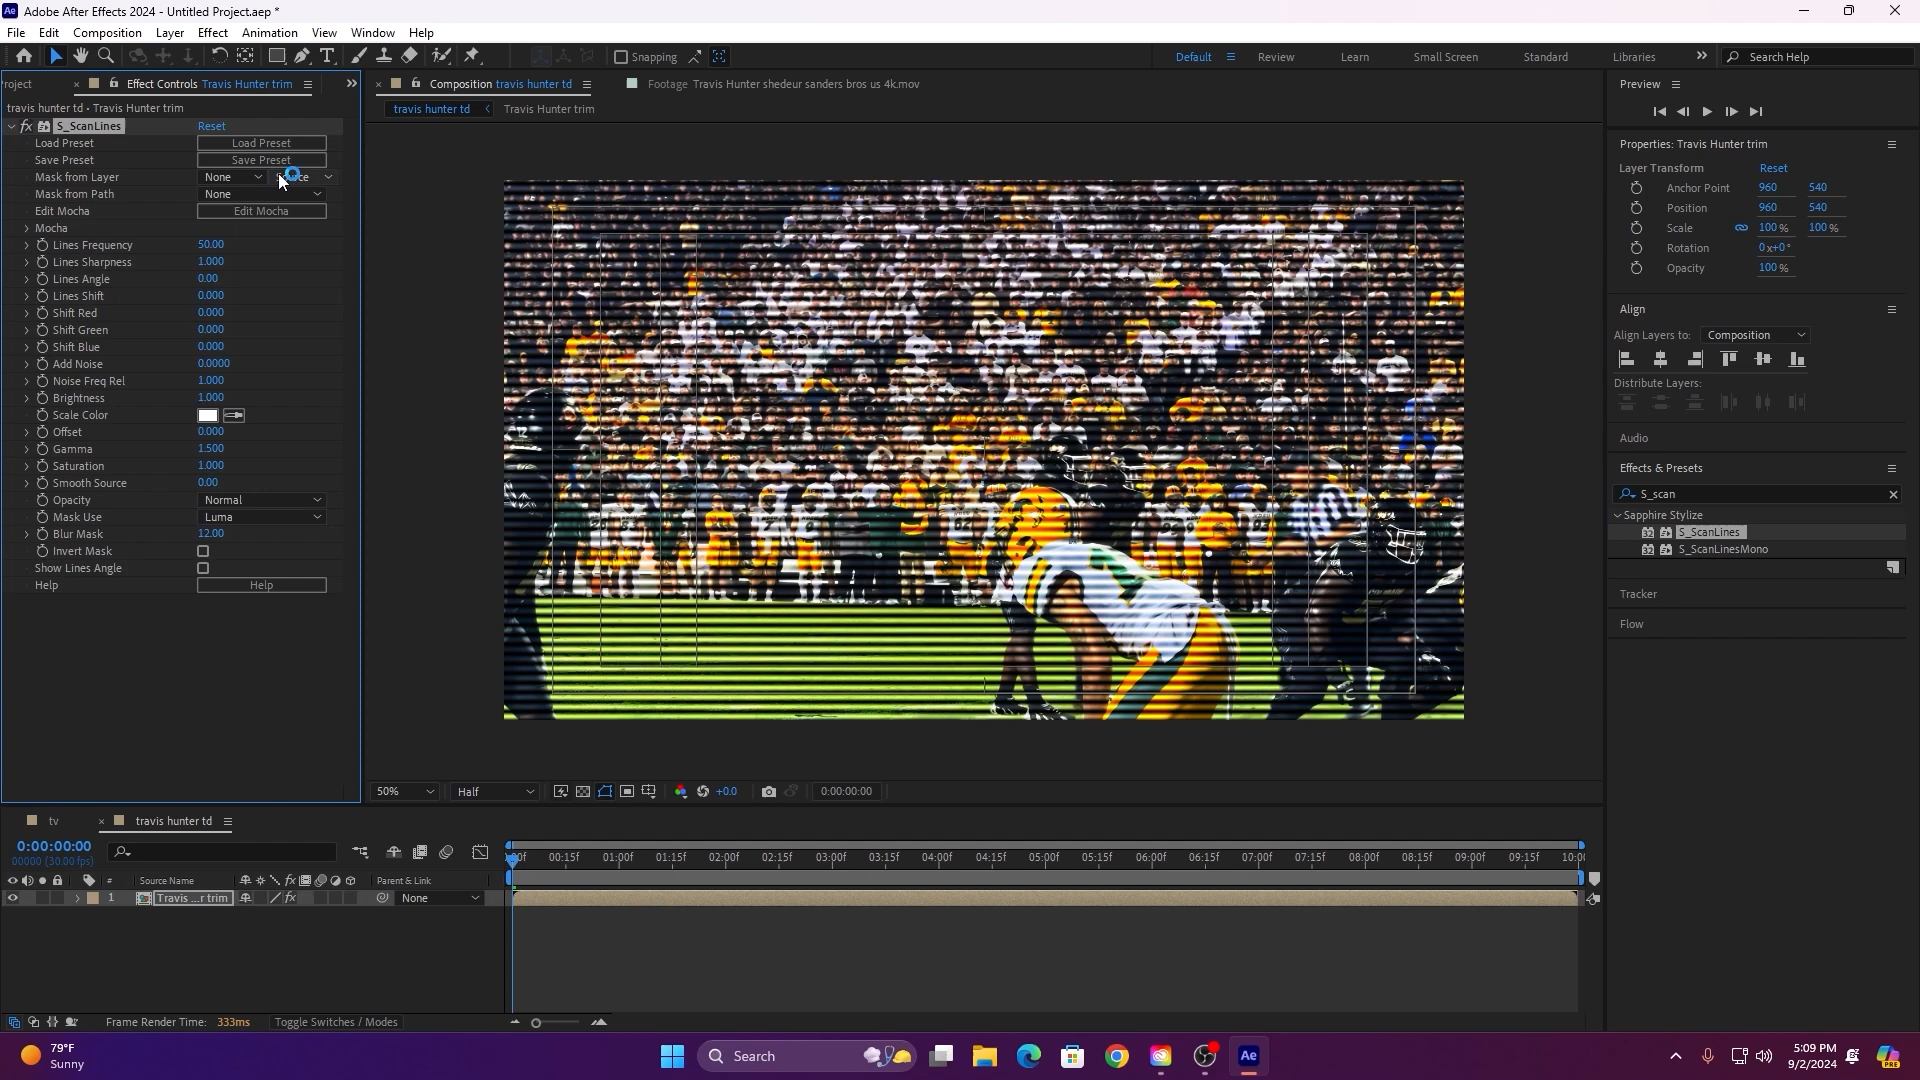 Adobe After Effects 2024 - Untitled Project.aep *
File Edit Composition Layer Effect Animation View Window Help
Snapping
Default Review Learn Small Screen Standard Libraries Search Help
roject Effect Controls Travis Hunter trim
Composition travis hunter td
Footage Travis Hunter shedeur sanders bros us 4k.mov
travis hunter td Travis Hunter trim
travis hunter td • Travis Hunter trim
fx S_ScanLines Reset
Load Preset Load Preset
Save Preset Save Preset
Mask from Layer None
Mask from Path None
Edit Mocha Edit Mocha
Mocha
Lines Frequency 50.00
Lines Sharpness 1.000
Lines Angle 0.00
Lines Shift 0.000
Shift Red 0.000
Shift Green 0.000
Shift Blue 0.000
Add Noise 0.0000
Noise Freq Rel 1.000
Brightness 1.000
Scale Color
Offset 0.000
Gamma 1.500
Saturation 1.000
Smooth Source 0.00
Opacity Normal
Mask Use Luma
Blur Mask 12.00
Invert Mask
Show Lines Angle
Help Help
50% Half +0.0 0:00:00:00
Preview
Properties: Travis Hunter trim
Layer Transform Reset
Anchor Point 960 540
Position 960 540
Scale 100 % 100 %
Rotation 0x+0°
Opacity 100 %
Align
Align Layers to: Composition
Distribute Layers:
Audio
Effects & Presets
S_scan
Sapphire Stylize
32 S_ScanLines
32 S_ScanLinesMono
Tracker
Flow
tv travis hunter td
0:00:00:00
00000 (30.00 fps)
00:15f 01:00f 01:15f 02:00f 02:15f 03:00f 03:15f 04:00f 04:15f 05:00f 05:15f 06:00f 06:15f 07:00f 07:15f 08:00f 08:15f 09:00f 09:15f 10:0
# Source Name fx Parent & Link
1 Travis ...r trim fx None
Frame Render Time: 333ms Toggle Switches / Modes
79°F
Sunny
Search
Ae
5:09 PM
9/2/2024
PRE